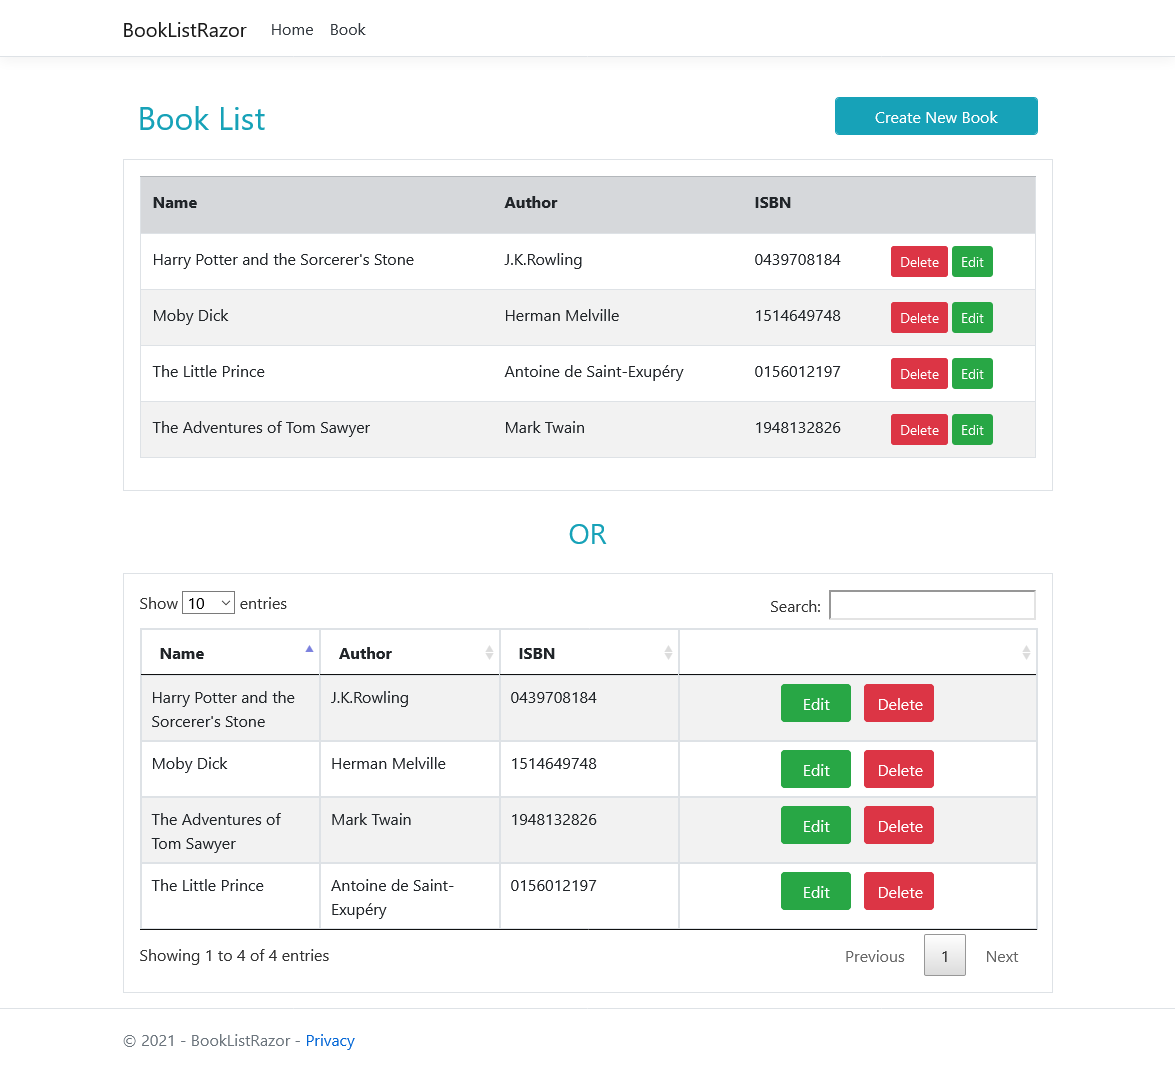 BookListRazor Home Book
Book List Create New Book
Name Author ISBN
Harry Potter and the Sorcerer's Stone J.K.Rowling 0439708184 Delete Edit
Moby Dick Herman Melville 1514649748 Delete Edit
The Little Prince Antoine de Saint-Exupéry 0156012197 Delete Edit
The Adventures of Tom Sawyer Mark Twain 1948132826 Delete Edit
OR
Show 10 entries Search:
Name Author ISBN
Harry Potter and the J.K.Rowling 0439708184 Edit Delete
Sorcerer's Stone
Moby Dick Herman Melville 1514649748 Edit Delete
The Adventures of Mark Twain 1948132826 Edit Delete
Tom Sawyer
The Little Prince Antoine de Saint- 0156012197 Edit Delete
Exupéry
Showing 1 to 4 of 4 entries Previous 1 Next
© 2021 - BookListRazor - Privacy